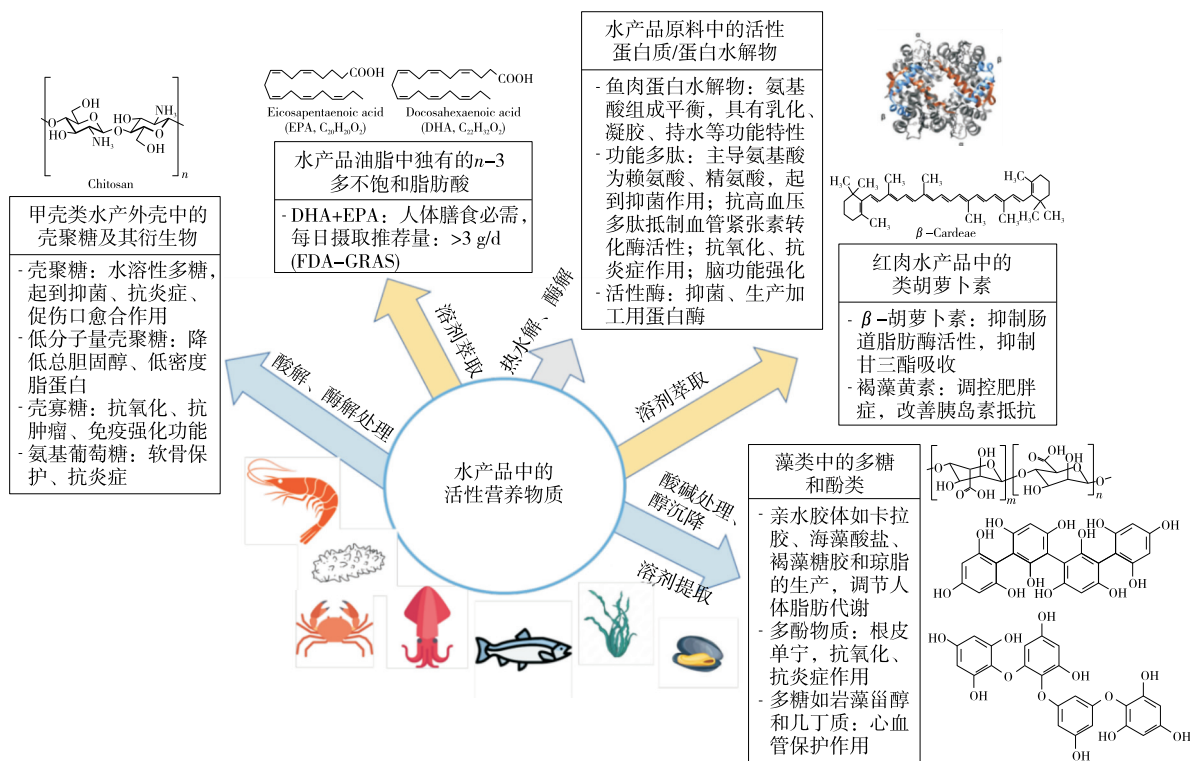 COOH
COOH
Eicosapentaenoic acid
(EPA, C₂₀H₂₀O₂)
Docosahexaenoic acid
(DHA, C₂₂H₃₂O₂)
水产品油脂中独有的n-3
多不饱和脂肪酸
- DHA+EPA：人体膳食必需，
每日摄取推荐量：>3 g/d
(FDA-GRAS)
OH
HO
NH₃
O
HO
NH₃
O
OH
n
Chitosan
甲壳类水产外壳中的
壳聚糖及其衍生物
- 壳聚糖：水溶性多糖，
起到抑菌、抗炎症、
促伤口愈合作用
- 低分子量壳聚糖：降
低总胆固醇、低密度
脂蛋白
- 壳寡糖：抗氧化、抗
肿瘤、免疫强化功能
- 氨基葡萄糖：软骨保
护、抗炎症
水产品原料中的活性
蛋白质/蛋白水解物
- 鱼肉蛋白水解物：氨基
酸组成平衡，具有乳化、
凝胶、持水等功能特性
- 功能多肽：主导氨基酸
为赖氨酸、精氨酸，起
到抑菌作用；抗高血压
多肽抵制血管紧张素转
化酶活性；抗氧化、抗
炎症作用；脑功能强化
- 活性酶：抑菌、生产加
工用蛋白酶
H₃C
CH₃
CH₃
CH₃
CH₃
CH₃
CH₃
CH₃
H₃C
CH₃
β-Cardeae
红肉水产品中的
类胡萝卜素
- β-胡萝卜素：抑制肠
道脂肪酶活性，抑制
甘三酯吸收
- 褐藻黄素：调控肥胖
症，改善胰岛素抵抗
酸解、酶解处理
溶剂萃取
热水解、酶解
溶剂萃取
酸碱处理、
醇沉降
溶剂提取
水产品中的
活性营养物质
藻类中的多糖
和酚类
- 亲水胶体如卡拉
胶、海藻酸盐、
褐藻糖胶和琼脂
的生产，调节人
体脂肪代谢
- 多酚物质：根皮
单宁，抗氧化、
抗炎症作用
- 多糖如岩藻甾醇
和几丁质：心血
管保护作用
m
n